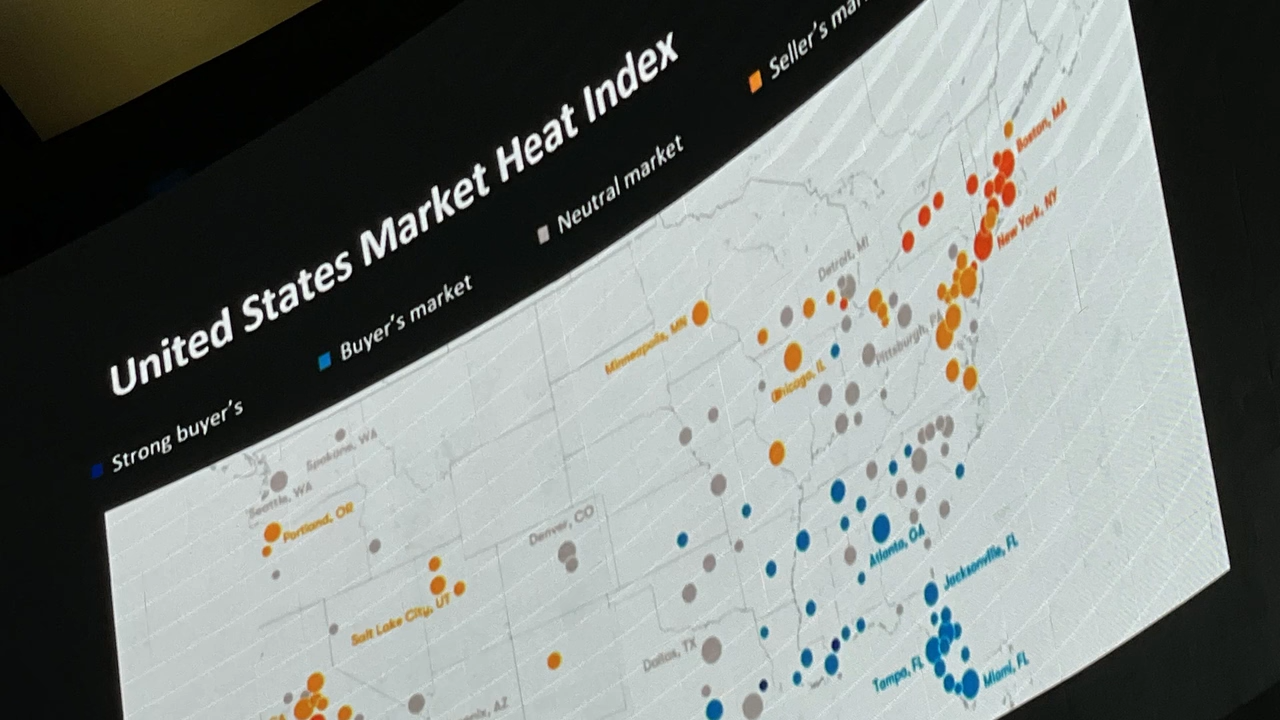 United States Market Heat Index
Strong buyer's
Buyer's market
Neutral market
Seller's
Boston, MA
New York, NY
Detroit, MI
Minneapolis, MN
Pittsburgh, PA
Chicago, IL
Spokane, WA
Seattle, WA
Portland, OR
Denver, CO
Atlanta, GA
Jacksonville, FL
Salt Lake City, UT
Dallas, TX
Tampa, FL
Miami, FL
AZ